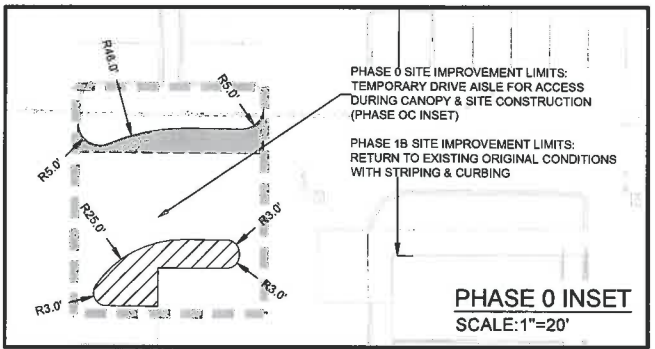 R46.0'
R5.0'
R5.0'
R25.0'
R3.0'
R3.0'
R3.0'
PHASE 0 SITE IMPROVEMENT LIMITS:
TEMPORARY DRIVE AISLE FOR ACCESS
DURING CANOPY & SITE CONSTRUCTION
(PHASE OC INSET)
PHASE 1B SITE IMPROVEMENT LIMITS:
RETURN TO EXISTING ORIGINAL CONDITIONS
WITH STRIPING & CURBING
PHASE 0 INSET
SCALE:1"=20'